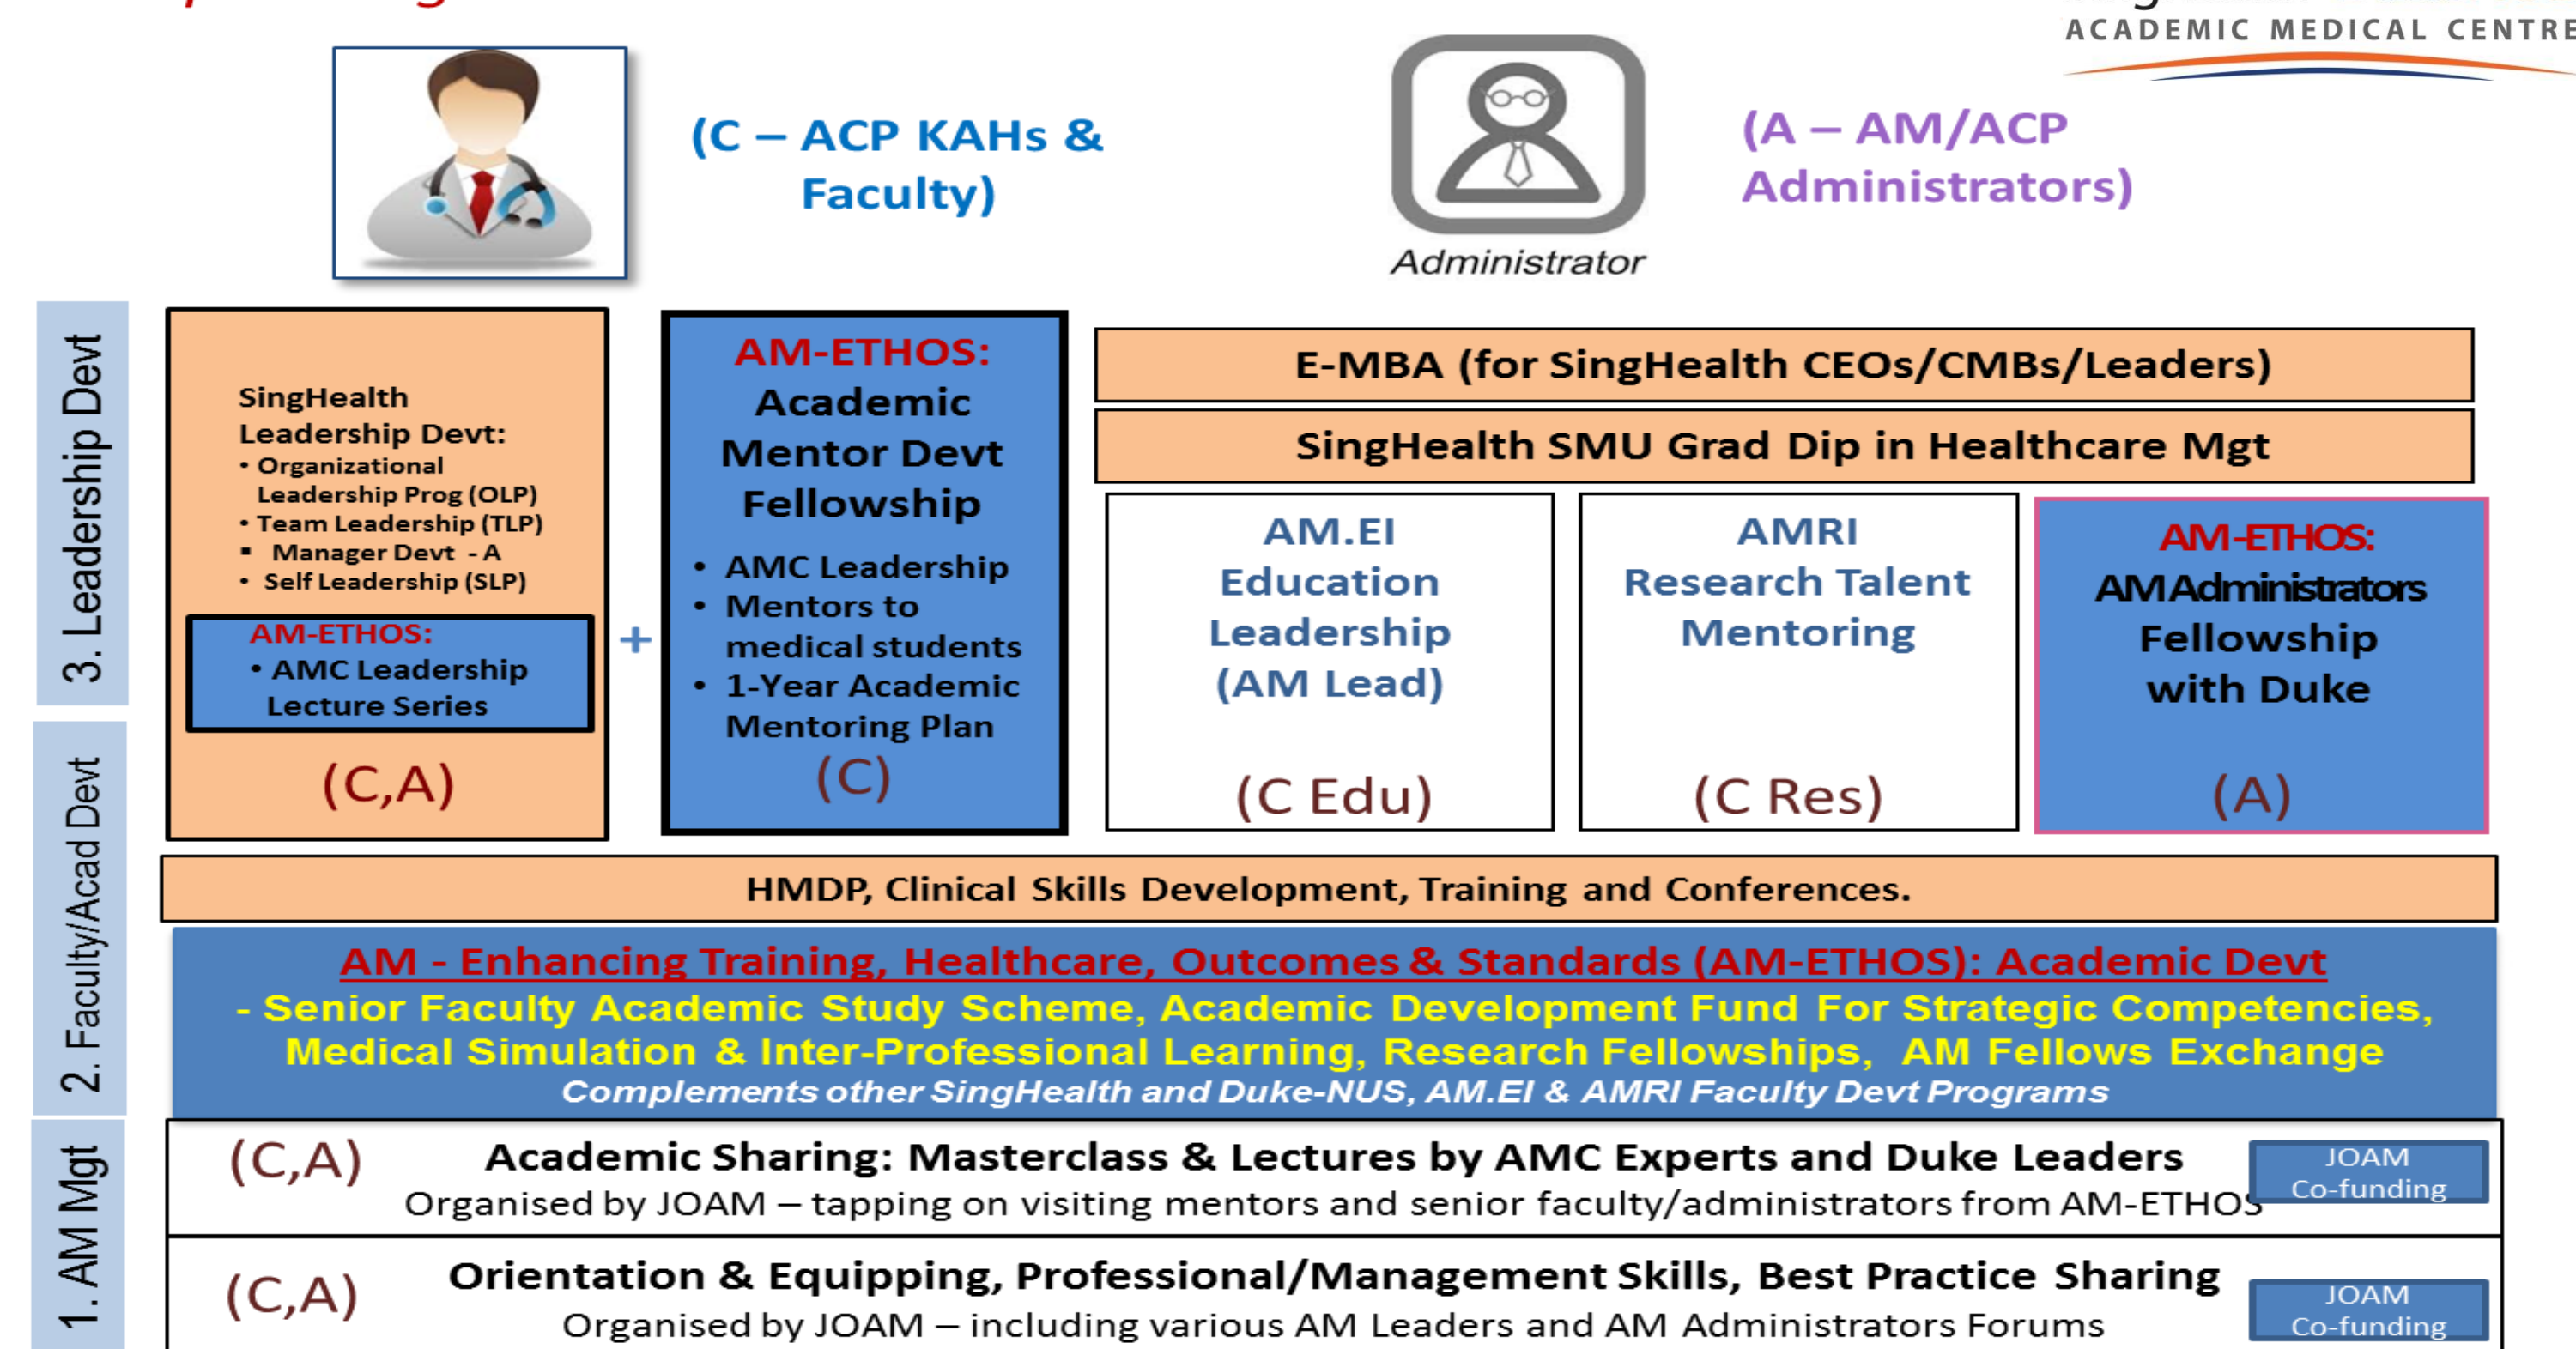 ACADEMIC MEDICAL CENTRE
(C – ACP KAHs &
Faculty)
Administrator
(A – AM/ACP
Administrators)
3. Leadership Devt
SingHealth
Leadership Devt:
• Organizational
Leadership Prog (OLP)
• Team Leadership (TLP)
▪ Manager Devt - A
• Self Leadership (SLP)
AM-ETHOS:
• AMC Leadership
Lecture Series
(C,A)
+
AM-ETHOS:
Academic
Mentor Devt
Fellowship
• AMC Leadership
• Mentors to
medical students
• 1-Year Academic
Mentoring Plan
(C)
E-MBA (for SingHealth CEOs/CMBs/Leaders)
SingHealth SMU Grad Dip in Healthcare Mgt
AM.EI
Education
Leadership
(AM Lead)
(C Edu)
AMRI
Research Talent
Mentoring
(C Res)
AM-ETHOS:
AM Administrators
Fellowship
with Duke
(A)
2. Faculty/Acad Devt
HMDP, Clinical Skills Development, Training and Conferences.
AM - Enhancing Training, Healthcare, Outcomes & Standards (AM-ETHOS): Academic Devt
- Senior Faculty Academic Study Scheme, Academic Development Fund For Strategic Competencies,
Medical Simulation & Inter-Professional Learning, Research Fellowships, AM Fellows Exchange
Complements other SingHealth and Duke-NUS, AM.EI & AMRI Faculty Devt Programs
1. AM Mgt
(C,A)
Academic Sharing: Masterclass & Lectures by AMC Experts and Duke Leaders
Organised by JOAM – tapping on visiting mentors and senior faculty/administrators from AM-ETHOS
JOAM
Co-funding
(C,A)
Orientation & Equipping, Professional/Management Skills, Best Practice Sharing
Organised by JOAM – including various AM Leaders and AM Administrators Forums
JOAM
Co-funding